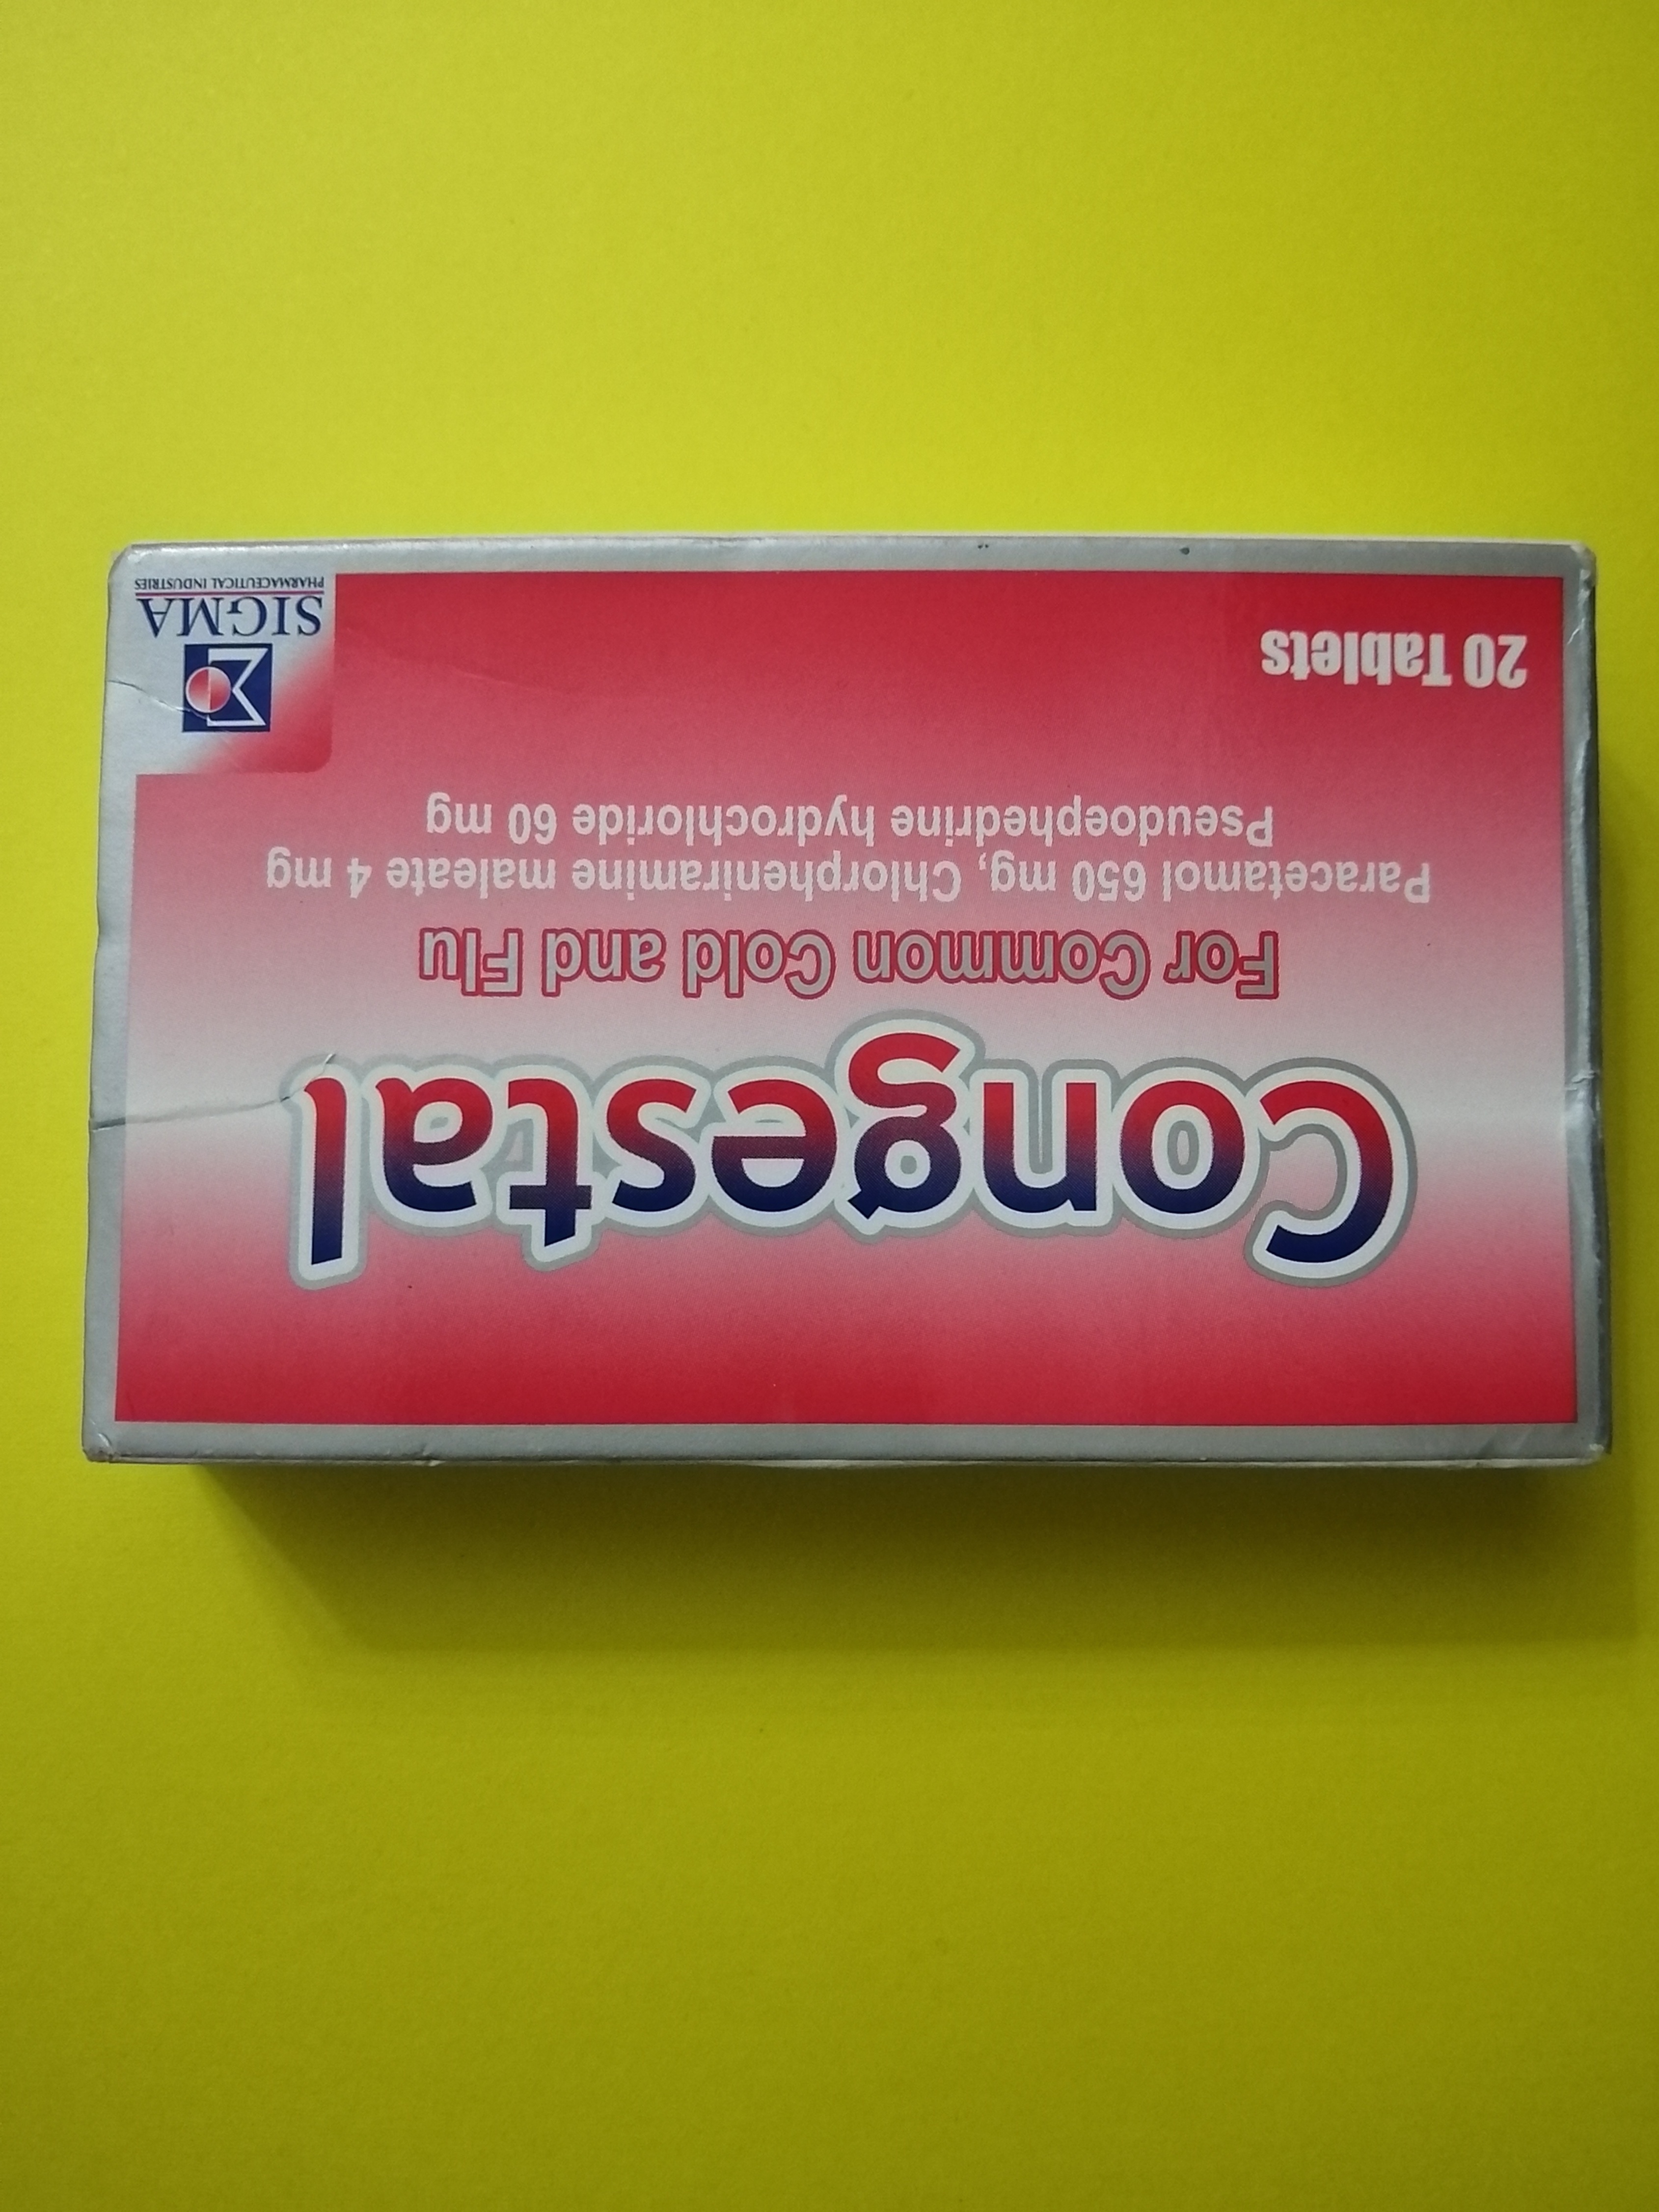 Congestal
For Common Cold and Flu
Paracetamol 650 mg, Chlorpheniramine maleate 4 mg
Pseudoephedrine hydrochloride 60 mg
20 Tablets
SIGMA
PHARMACEUTICAL INDUSTRIES